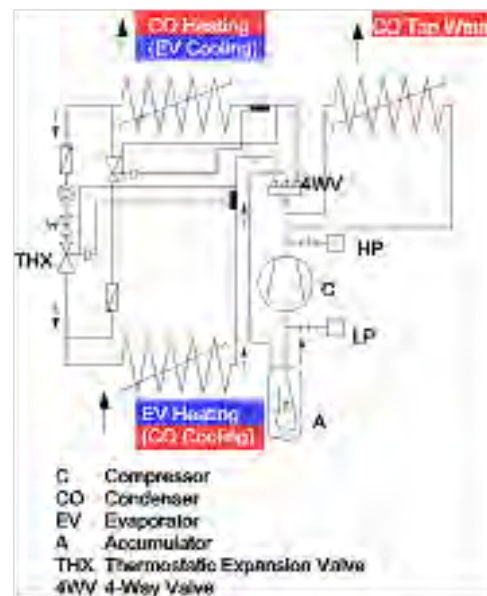 CO Heating
(EV Cooling)
CO Tap Water
4WV
HP
THX
C
LP
EV Heating
(CO Cooling)
A
C Compressor
CO Condenser
EV Evaporator
A Accumulator
THX Thermostatic Expansion Valve
4WV 4-Way Valve